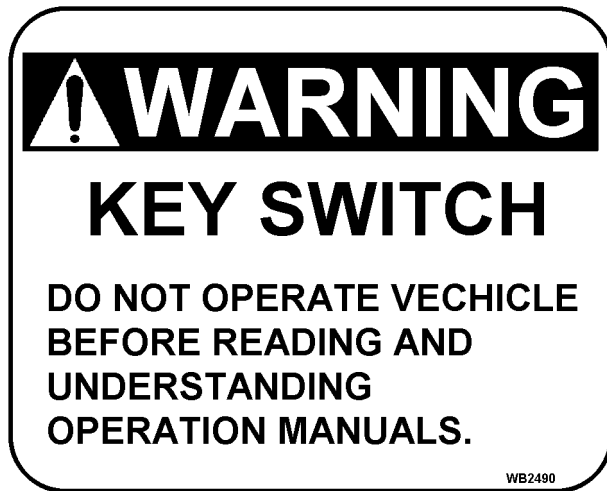 WARNING
KEY SWITCH
DO NOT OPERATE VECHICLE
BEFORE READING AND
UNDERSTANDING
OPERATION MANUALS.
WB2490